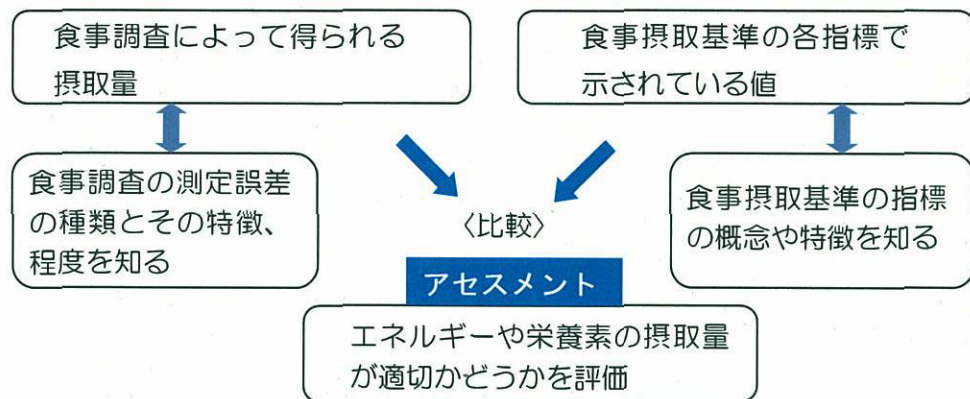 食事調査によって得られる
摂取量
食事摂取基準の各指標で
示されている値
食事調査の測定誤差
の種類とその特徴、
程度を知る
食事摂取基準の指標
の概念や特徴を知る
〈比較〉
アセスメント
エネルギーや栄養素の摂取量
が適切かどうかを評価